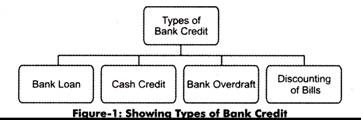 Types of
Bank Credit
Bank Loan
Cash Credit
Bank Overdraft
Discounting
of Bills
Figure-1: Showing Types of Bank Credit